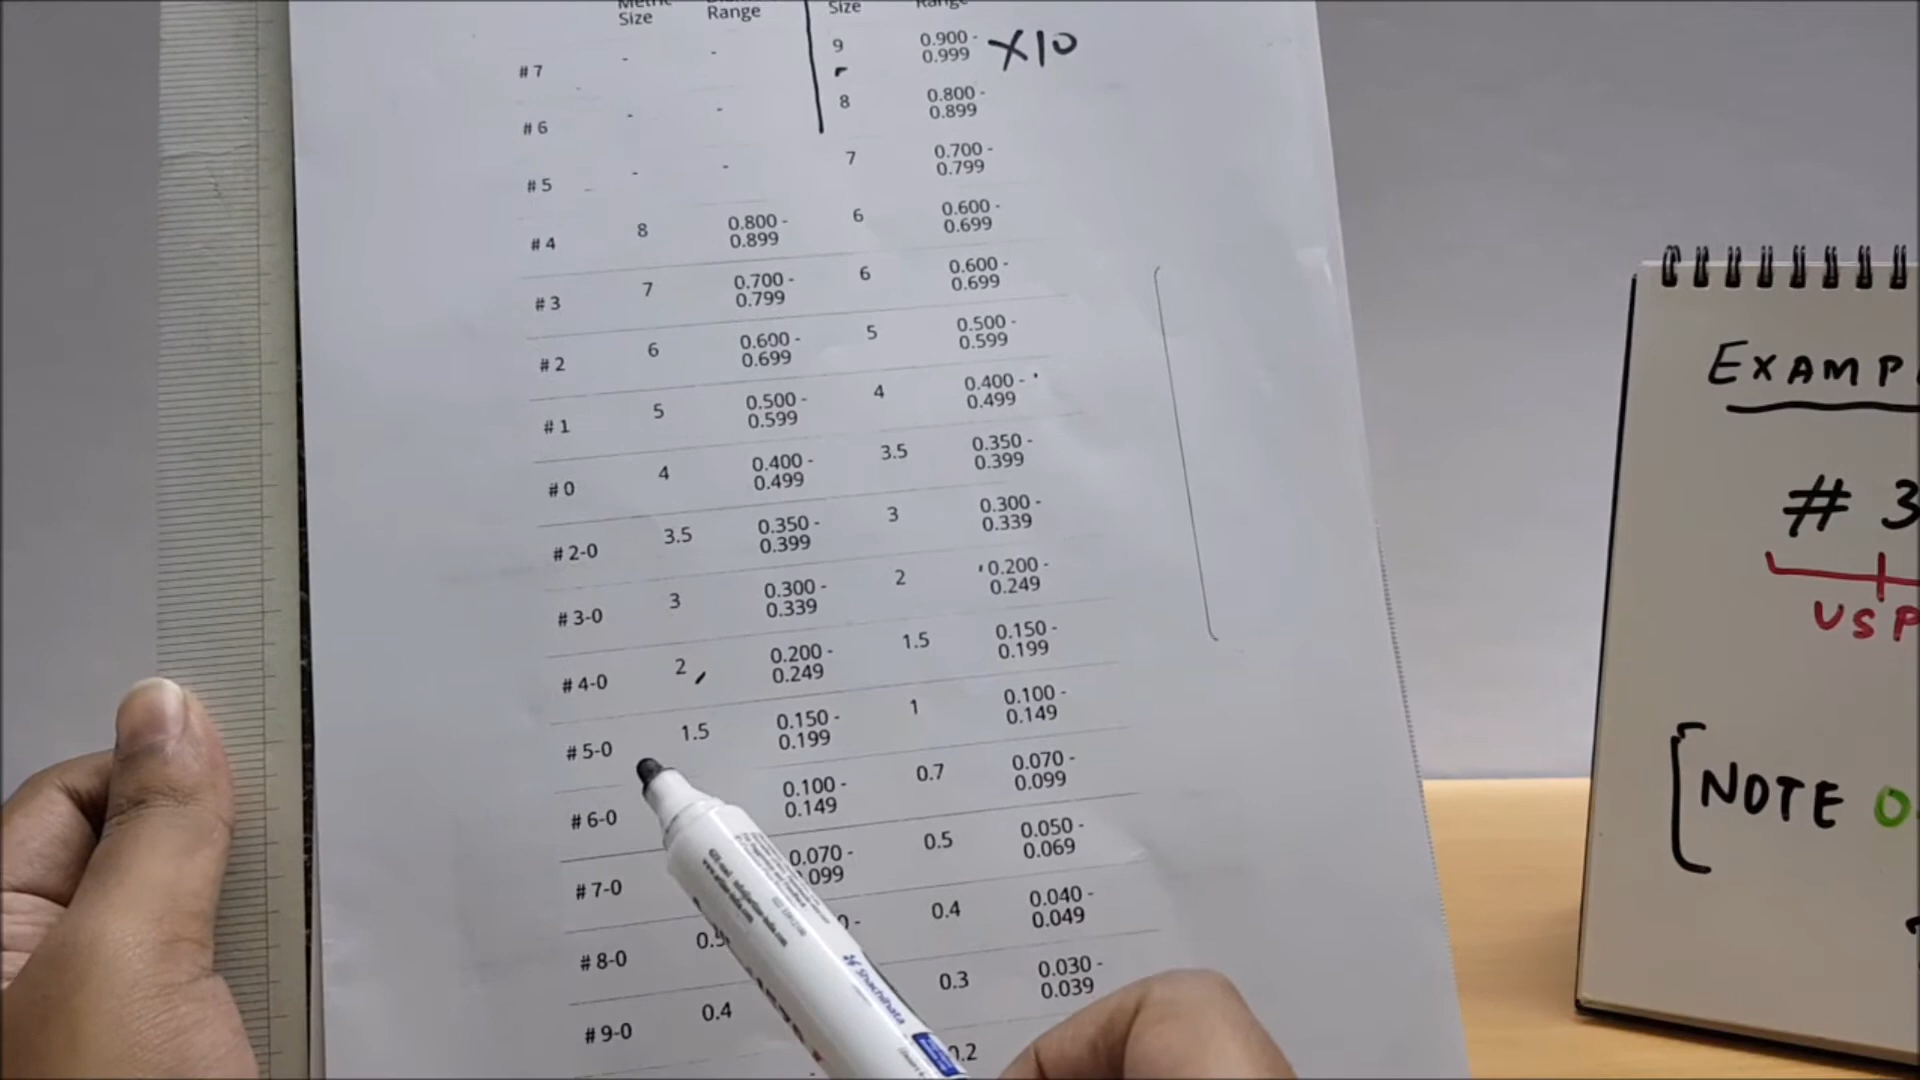 Metric Size
Range
Size
Range
# 7 - - 9 0.900 - 0.999 X10
# 6 - - 8 0.800 - 0.899
# 5 - - 7 0.700 - 0.799
# 4 8 0.800 - 0.899 6 0.600 - 0.699
# 3 7 0.700 - 0.799 6 0.600 - 0.699
# 2 6 0.600 - 0.699 5 0.500 - 0.599
# 1 5 0.500 - 0.599 4 0.400 - 0.499
# 0 4 0.400 - 0.499 3.5 0.350 - 0.399
# 2-0 3.5 0.350 - 0.399 3 0.300 - 0.339
# 3-0 3 0.300 - 0.339 2 0.200 - 0.249
# 4-0 2 0.200 - 0.249 1.5 0.150 - 0.199
# 5-0 1.5 0.150 - 0.199 1 0.100 - 0.149
# 6-0 0.100 - 0.149 0.7 0.070 - 0.099
# 7-0 0.070 - 0.099 0.5 0.050 - 0.069
# 8-0 0.5 0.4 0.040 - 0.049
# 9-0 0.4 0.3 0.030 - 0.039
0.2
Shachihata
EXAMP
# 3
USP
NOTE